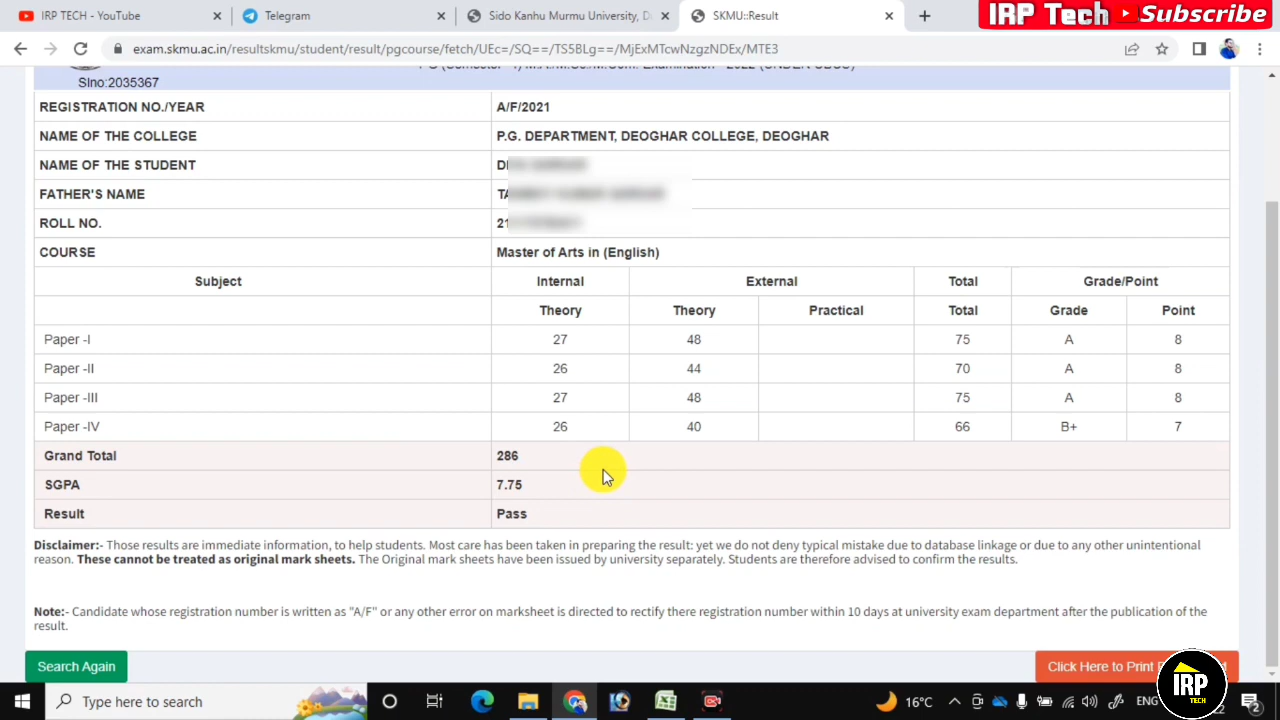 IRP TECH - YouTube
Telegram
Sido Kanhu Murmu University, D
SKMU::Result
IRP Tech Subscribe
exam.skmu.ac.in/resultskmu/student/result/pgcourse/fetch/UEc=/SQ==/TS5BLg==/MjExMTcwNzgzNDEx/MTE3
Slno:2035367
REGISTRATION NO./YEAR A/F/2021
NAME OF THE COLLEGE P.G. DEPARTMENT, DEOGHAR COLLEGE, DEOGHAR
NAME OF THE STUDENT
FATHER'S NAME
ROLL NO.
COURSE Master of Arts in (English)
Subject Internal External Total Grade/Point
Theory Theory Practical Total Grade Point
Paper -I 27 48 75 A 8
Paper -II 26 44 70 A 8
Paper -III 27 48 75 A 8
Paper -IV 26 40 66 B+ 7
Grand Total 286
SGPA 7.75
Result Pass
Disclaimer:- Those results are immediate information, to help students. Most care has been taken in preparing the result: yet we do not deny typical mistake due to database linkage or due to any other unintentional
reason. These cannot be treated as original mark sheets. The Original mark sheets have been issued by university separately. Students are therefore advised to confirm the results.
Note:- Candidate whose registration number is written as "A/F" or any other error on marksheet is directed to rectify there registration number within 10 days at university exam department after the publication of the
result.
Search Again
Click Here to Print
IRP
TECH
Type here to search
16°C
ENG
2